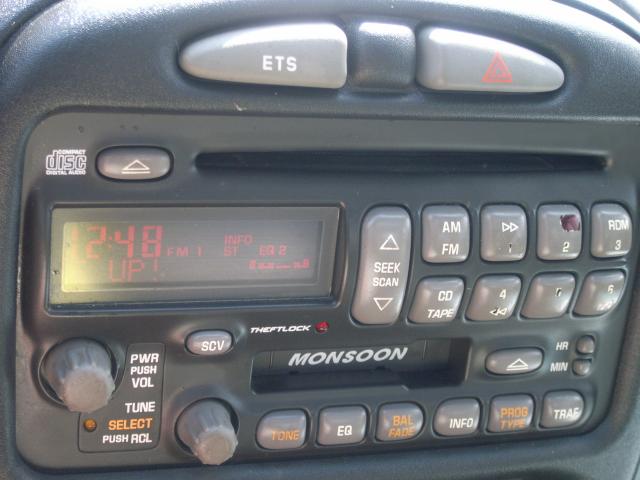 ETS
COMPACT
disc
DIGITAL AUDIO
12:48 FM 1 INFO
ST EQ 2
UP!
SEEK
SCAN
AM
FM
1
2
RDM
3
CD
TAPE
4
6
THEFTLOCK
SCV
MONSOON
HR
MIN
PWR
PUSH
VOL
TUNE
SELECT
PUSH RCL
TONE
EQ
BAL
FADE
INFO
PROG
TYPE
TRAF